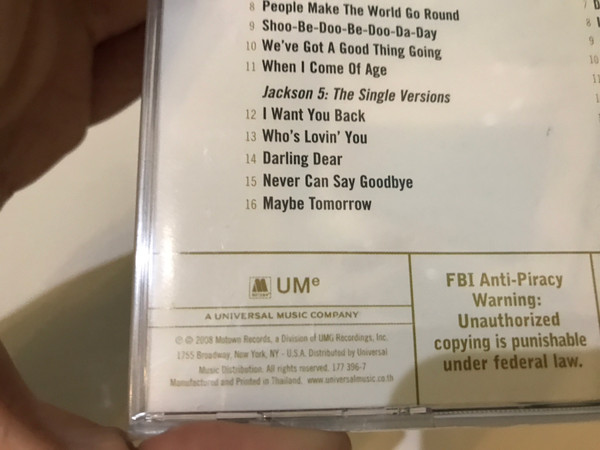 8 People Make The World Go Round
9 Shoo-Be-Doo-Be-Doo-Da-Day
10 We've Got A Good Thing Going
11 When I Come Of Age
Jackson 5: The Single Versions
12 I Want You Back
13 Who's Lovin' You
14 Darling Dear
15 Never Can Say Goodbye
16 Maybe Tomorrow
7
8
9
10
11
M UMe
A UNIVERSAL MUSIC COMPANY
℗ © 2008 Motown Records, a Division of UMG Recordings, Inc.
1755 Broadway, New York, NY - U.S.A. Distributed by Universal
Music Distribution. All rights reserved. 177 396-7
Manufactured and Printed in Thailand. www.universalmusic.co.th
FBI Anti-Piracy
Warning:
Unauthorized
copying is punishable
under federal law.